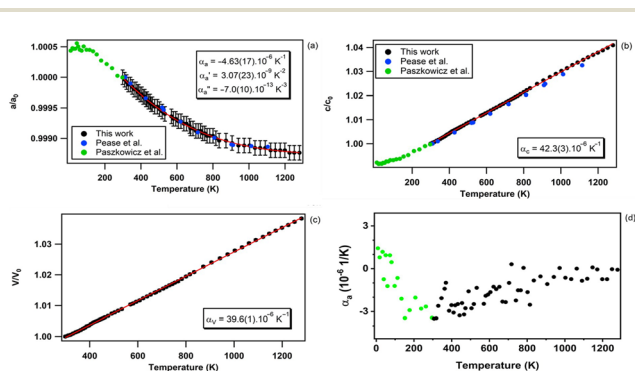 (a)
1.0005
1.0000
0.9995
0.9990
a/a0
αa = -4.63(17).10-6 K-1
αa' = 3.07(23).10-9 K-2
αa'' = -7.0(10).10-13 K-3
This work
Pease et al.
Paszkowicz et al.
200 400 600 800 1000 1200
Temperature (K)
(b)
1.04
1.03
1.02
1.01
1.00
c/c0
This work
Pease et al.
Paszkowicz et al.
αc = 42.3(3).10-6 K-1
200 400 600 800 1000 1200
Temperature (K)
(c)
1.03
1.02
1.01
1.00
V/V0
αV = 39.6(1).10-6 K-1
400 600 800 1000 1200
Temperature (K)
(d)
0
-3
αa (10-6 1/K)
0 200 400 600 800 1000 1200
Temperature (K)